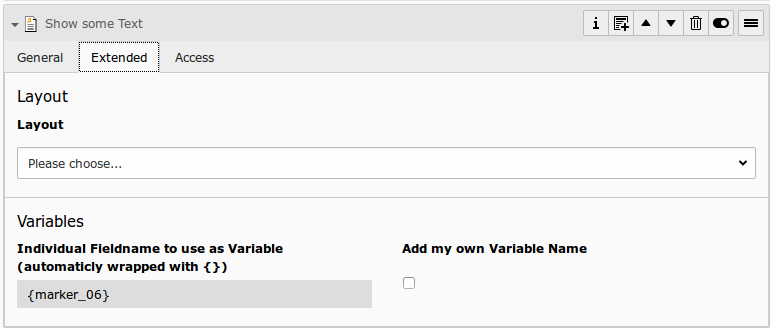 Show some Text
General Extended Access
Layout
Layout
Please choose...
Variables
Individual Fieldname to use as Variable
(automaticly wrapped with {})
Add my own Variable Name
{marker_06}